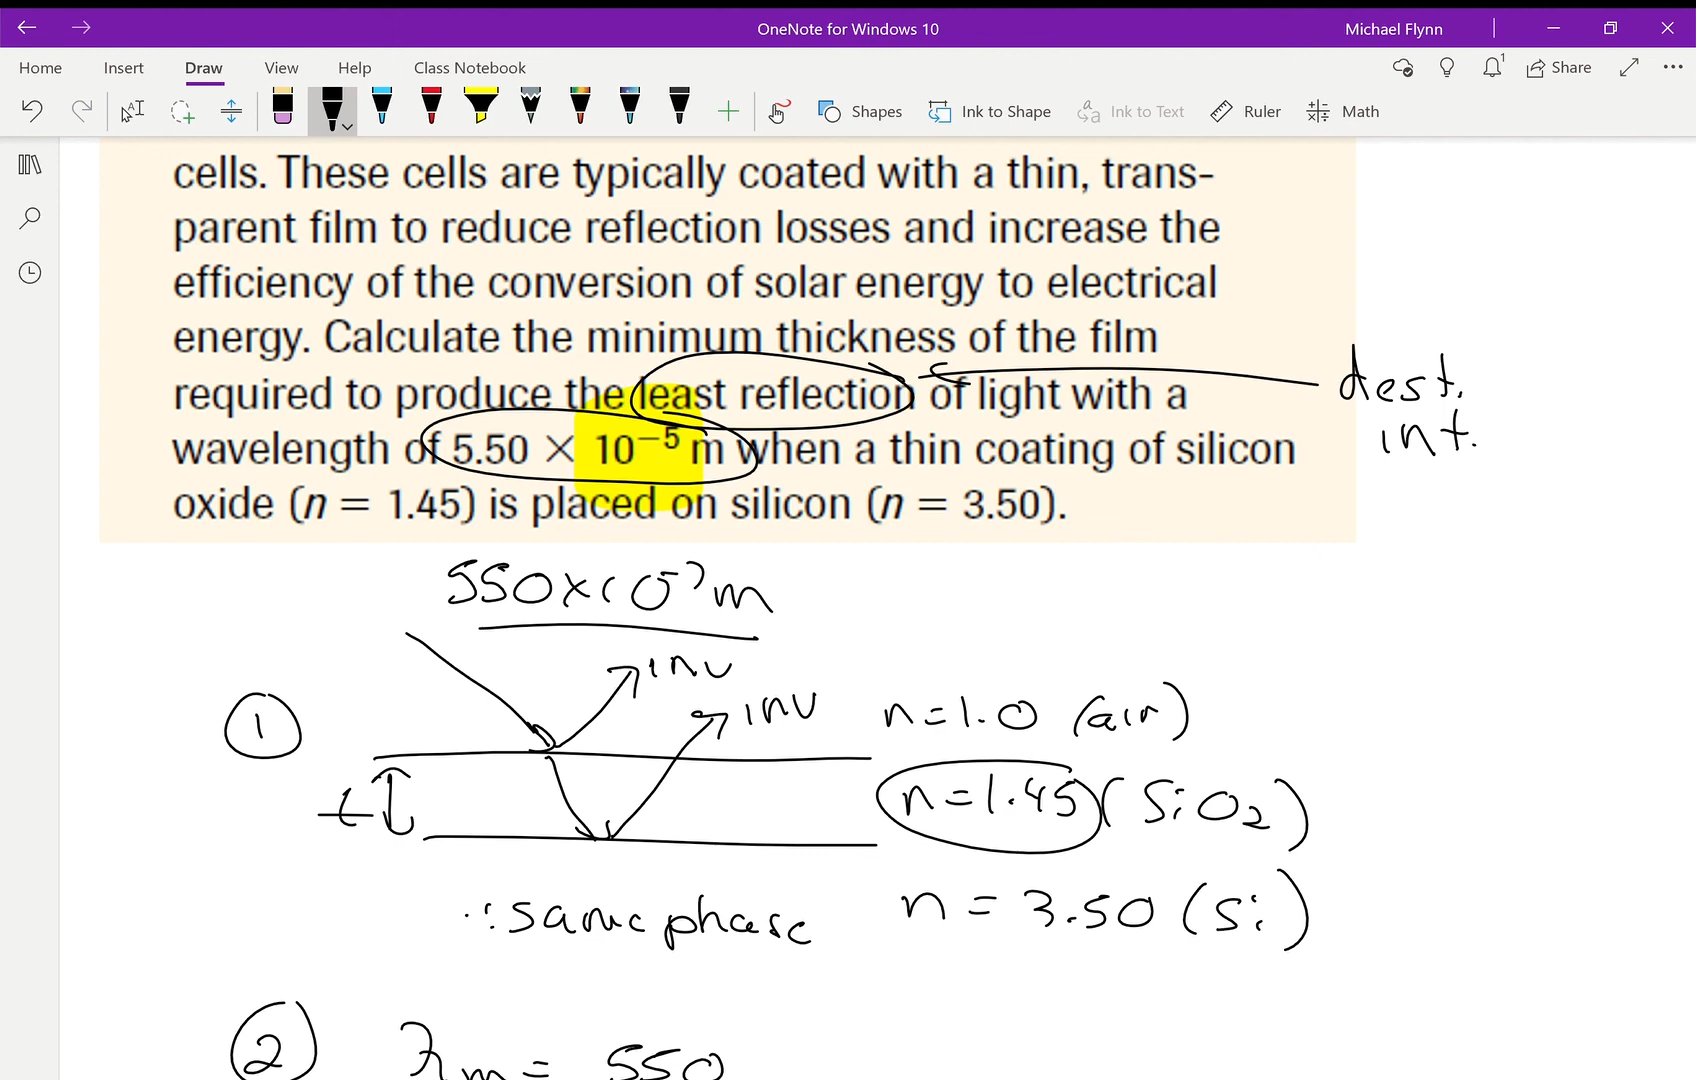 OneNote for Windows 10
Michael Flynn
Home Insert Draw View Help Class Notebook
1 Share
Shapes Ink to Shape Ink to Text Ruler Math
cells. These cells are typically coated with a thin, trans-
parent film to reduce reflection losses and increase the
efficiency of the conversion of solar energy to electrical
energy. Calculate the minimum thickness of the film
required to produce the least reflection of light with a
wavelength of 5.50 × 10⁻⁵ m when a thin coating of silicon
oxide (n = 1.45) is placed on silicon (n = 3.50).
dest.
int.
550x10⁻⁷m
inv
inv
①
n=1.0 (air)
t
n=1.45 (SiO₂)
∴ same phase
n = 3.50 (Si)
② λm = 550